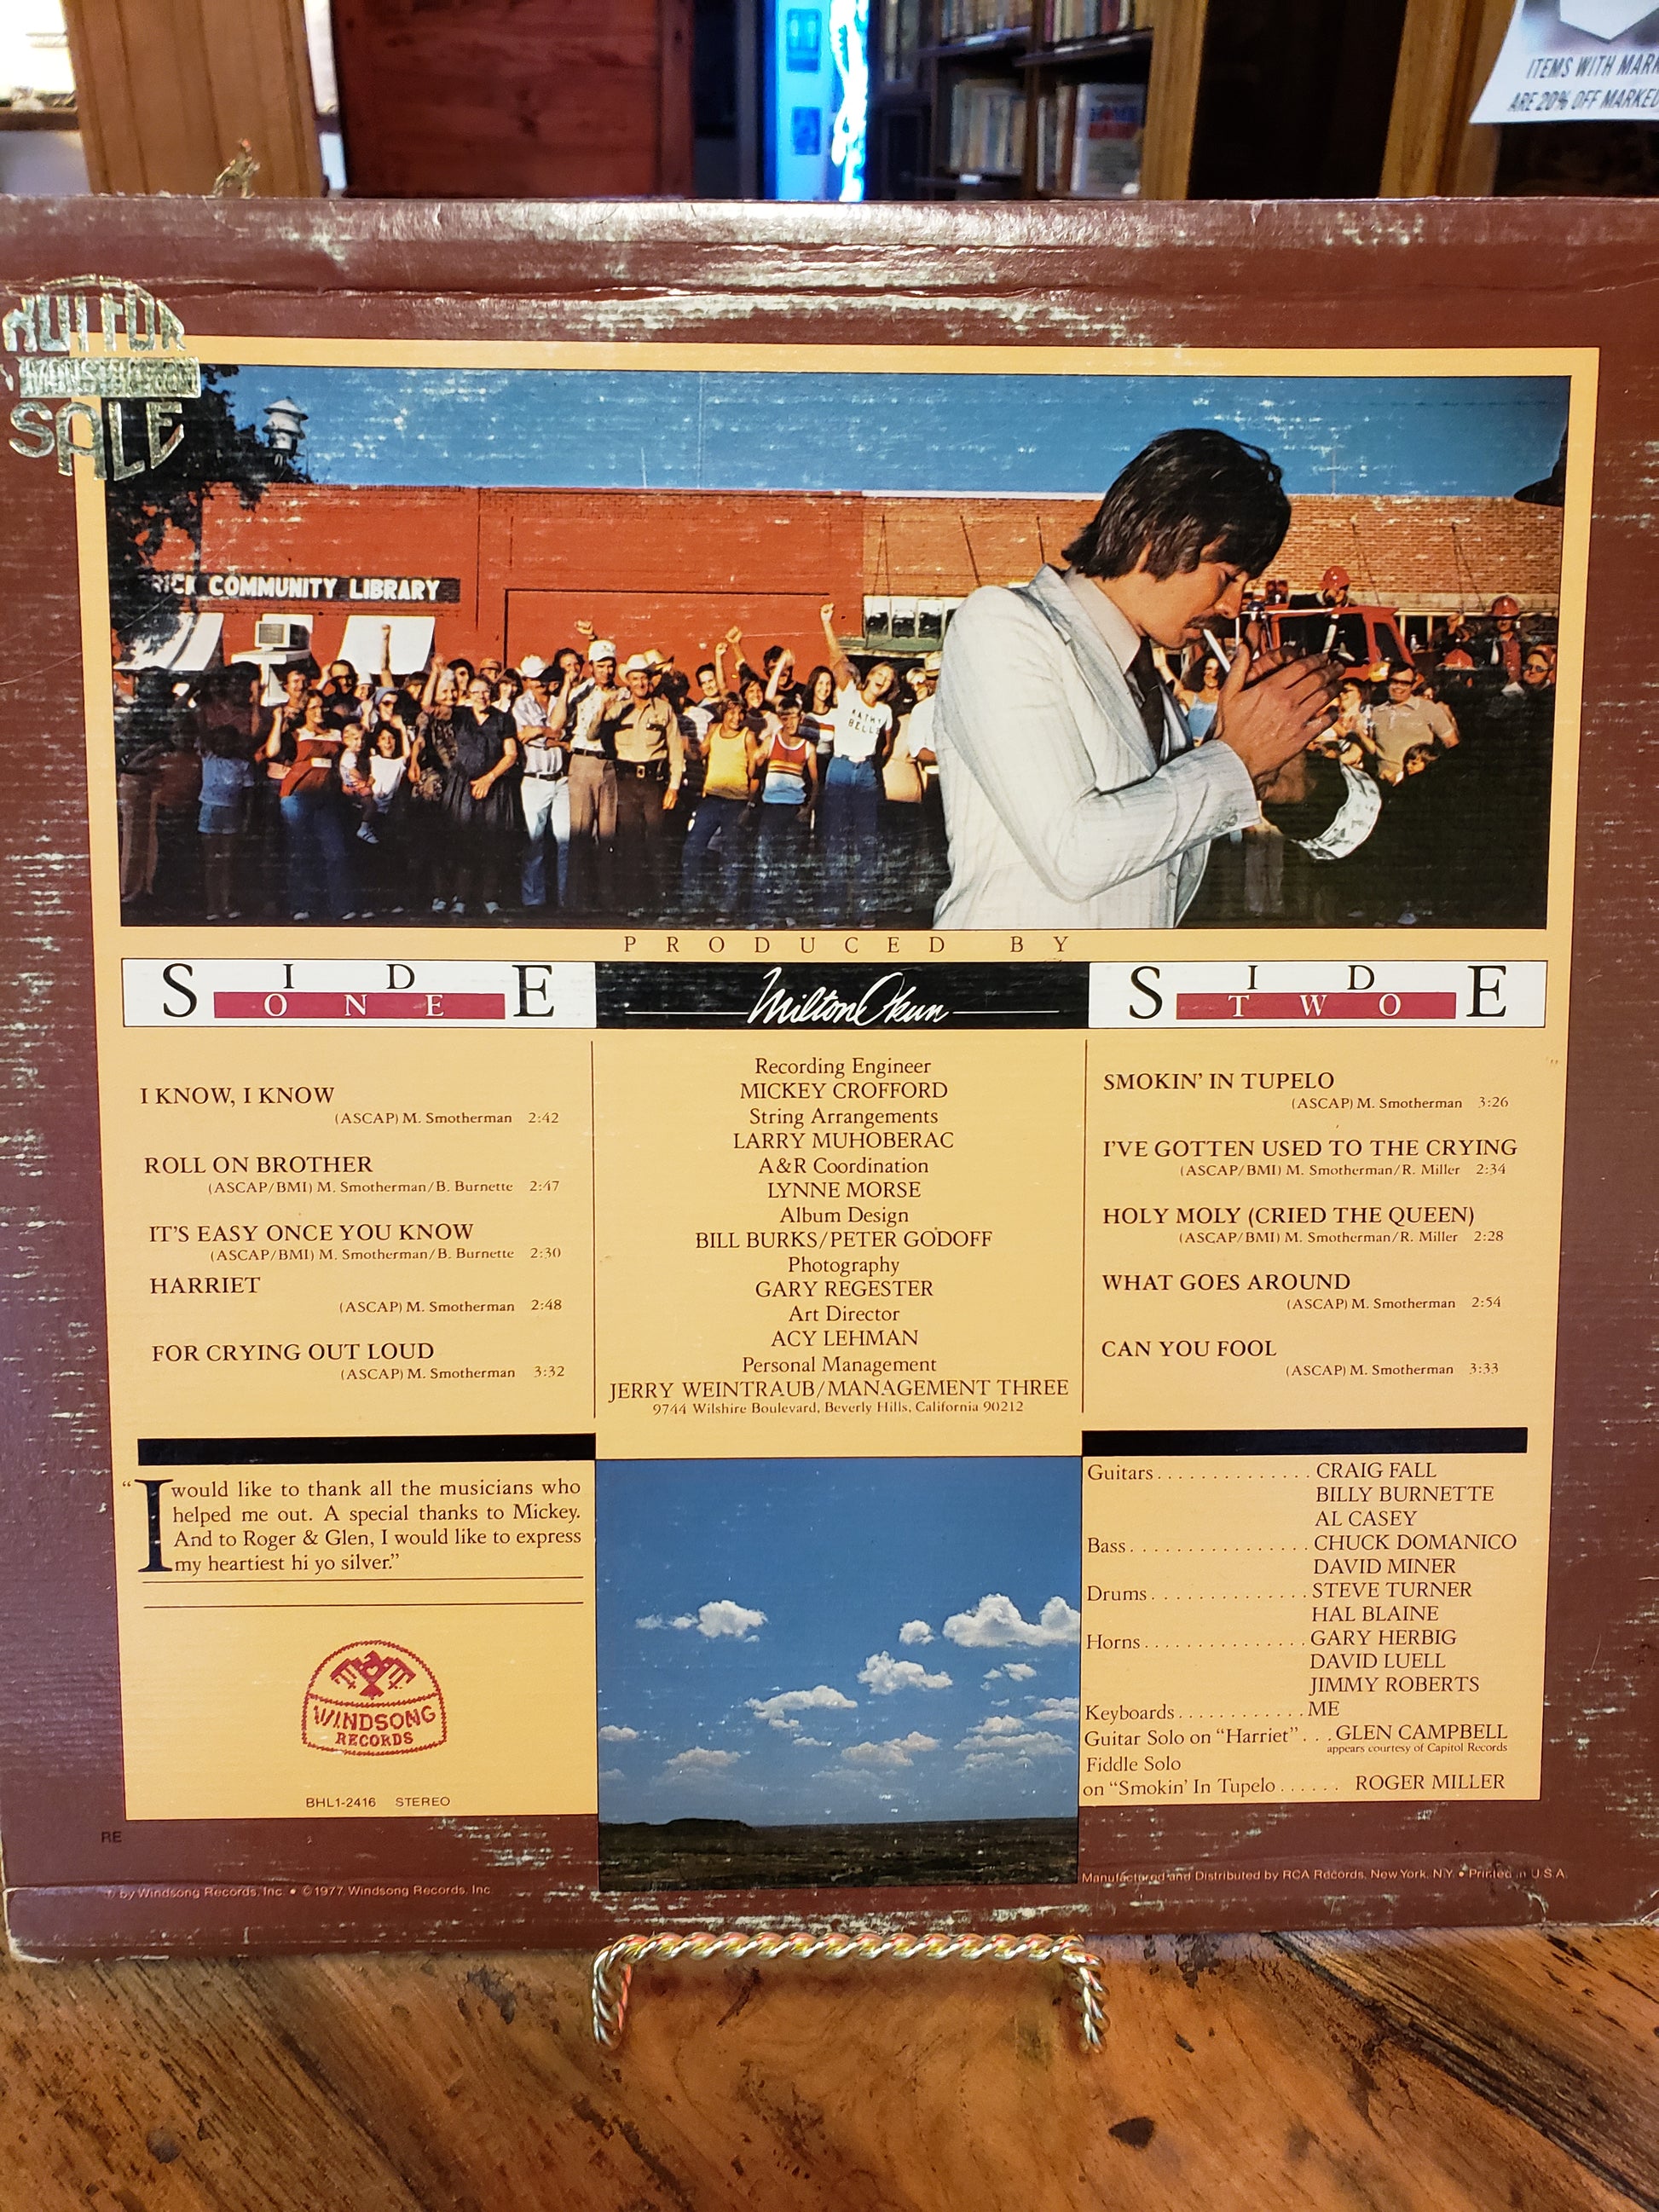 ITEMS WITH MARK
ARE 20% OFF MARKED
NOT FOR
DEMONSTRATION
SALE
RICK COMMUNITY LIBRARY
KATHY
BELLE
PRODUCED BY
SIDE
ONE
Milton Okun
SIDE
TWO
I KNOW, I KNOW
(ASCAP) M. Smotherman 2:42
ROLL ON BROTHER
(ASCAP/BMI) M. Smotherman/B. Burnette 2:47
IT'S EASY ONCE YOU KNOW
(ASCAP/BMI) M. Smotherman/B. Burnette 2:30
HARRIET
(ASCAP) M. Smotherman 2:48
FOR CRYING OUT LOUD
(ASCAP) M. Smotherman 3:32
Recording Engineer
MICKEY CROFFORD
String Arrangements
LARRY MUHOBERAC
A&R Coordination
LYNNE MORSE
Album Design
BILL BURKS/PETER GODOFF
Photography
GARY REGESTER
Art Director
ACY LEHMAN
Personal Management
JERRY WEINTRAUB/MANAGEMENT THREE
9744 Wilshire Boulevard, Beverly Hills, California 90212
SMOKIN' IN TUPELO
(ASCAP) M. Smotherman 3:26
I'VE GOTTEN USED TO THE CRYING
(ASCAP/BMI) M. Smotherman/R. Miller 2:34
HOLY MOLY (CRIED THE QUEEN)
(ASCAP/BMI) M. Smotherman/R. Miller 2:28
WHAT GOES AROUND
(ASCAP) M. Smotherman 2:54
CAN YOU FOOL
(ASCAP) M. Smotherman 3:33
“I would like to thank all the musicians who
helped me out. A special thanks to Mickey.
And to Roger & Glen, I would like to express
my heartiest hi yo silver.”
WINDSONG
RECORDS
BHL1-2416 STEREO
Guitars.............. CRAIG FALL
BILLY BURNETTE
AL CASEY
Bass................ CHUCK DOMANICO
DAVID MINER
Drums.............. STEVE TURNER
HAL BLAINE
Horns............... GARY HERBIG
DAVID LUELL
JIMMY ROBERTS
Keyboards............ ME
Guitar Solo on “Harriet”... GLEN CAMPBELL
appears courtesy of Capitol Records
Fiddle Solo
on “Smokin' In Tupelo...... ROGER MILLER
RE
by Windsong Records, Inc. • ©1977 Windsong Records, Inc.
Manufactured and Distributed by RCA Records, New York, N.Y. • Printed in U.S.A.